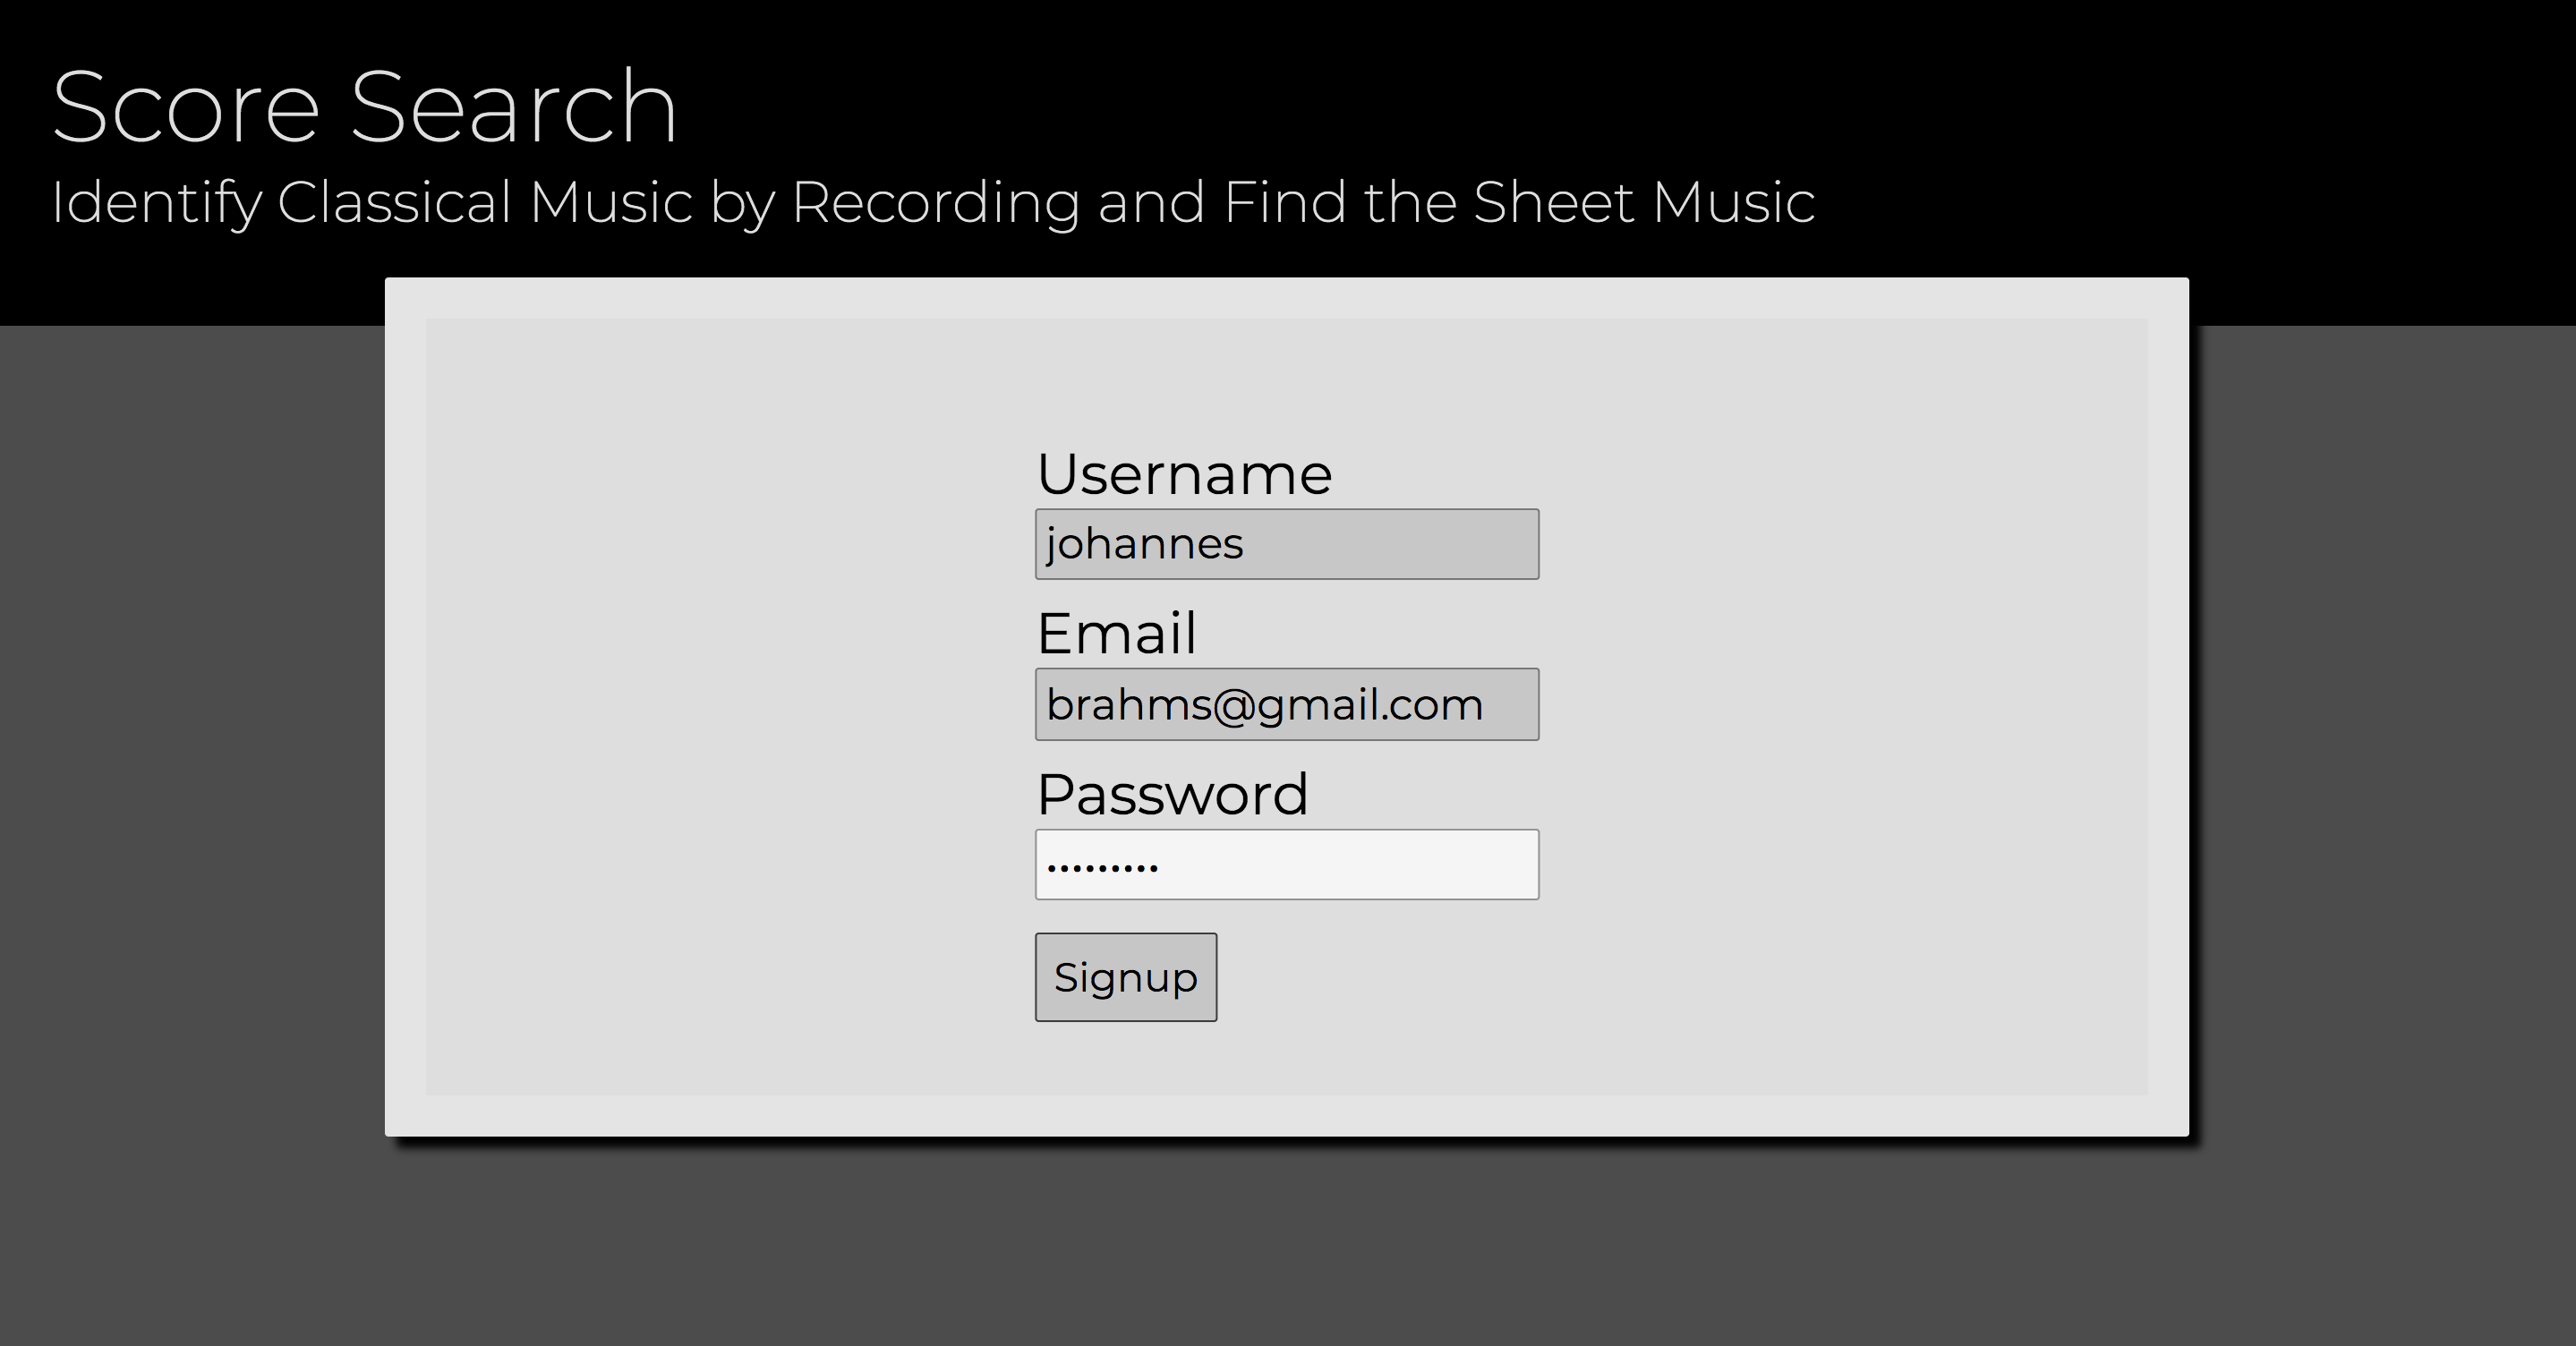 Score Search
Identify Classical Music by Recording and Find the Sheet Music
Username
johannes
Email
brahms@gmail.com
Password
•••••••••
Signup